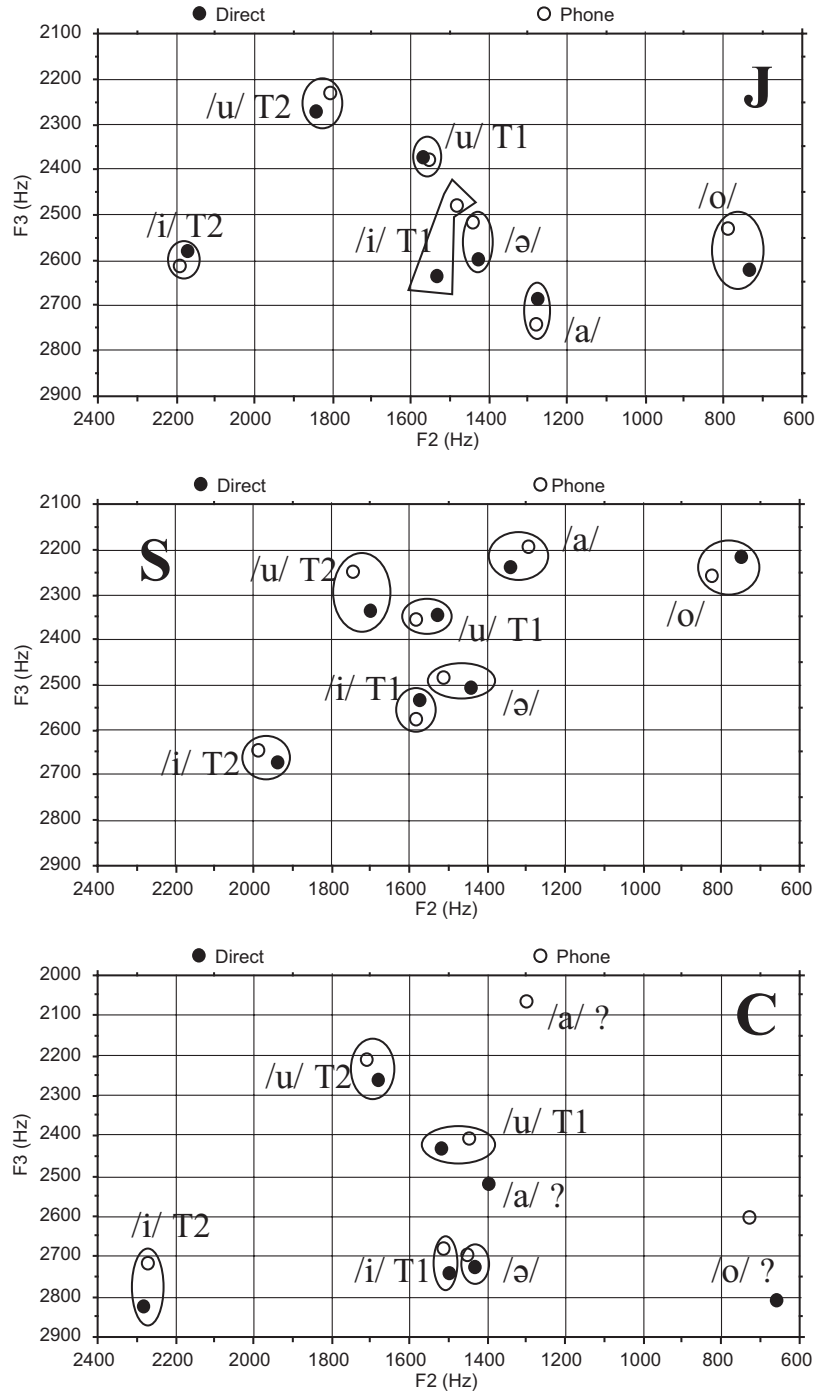 Direct Phone
2100
2200
2300
2400
2500
2600
2700
2800
2900
F3 (Hz)
J
/u/ T2
/u/ T1
/o/
/i/ T2
/i/ T1
/ə/
/a/
2400 2200 2000 1800 1600 1400 1200 1000 800 600
F2 (Hz)
Direct Phone
2100
2200
2300
2400
2500
2600
2700
2800
2900
F3 (Hz)
S
/a/
/u/ T2
/o/
/u/ T1
/i/ T1
/ə/
/i/ T2
2400 2200 2000 1800 1600 1400 1200 1000 800 600
F2 (Hz)
Direct Phone
2000
2100
2200
2300
2400
2500
2600
2700
2800
2900
F3 (Hz)
C
/a/ ?
/u/ T2
/u/ T1
/a/ ?
/i/ T2
/i/ T1
/ə/
/o/ ?
2400 2200 2000 1800 1600 1400 1200 1000 800 600
F2 (Hz)